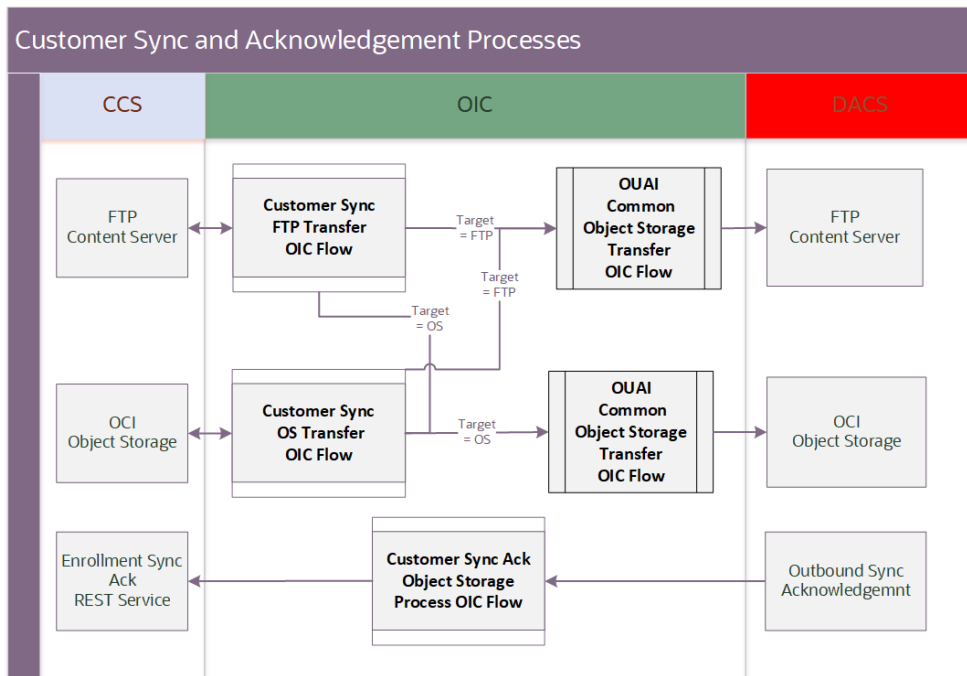 Customer Sync and Acknowledgement Processes
CCS
OIC
DACS
FTP
Content Server
Customer Sync
FTP Transfer
OIC Flow
Target
= FTP
OUAI
Common
Object Storage
Transfer
OIC Flow
FTP
Content Server
Target
= FTP
Target
= OS
OCI
Object Storage
Customer Sync
OS Transfer
OIC Flow
Target
= OS
OUAI
Common
Object Storage
Transfer
OIC Flow
OCI
Object Storage
Enrollment Sync
Ack
REST Service
Customer Sync Ack
Object Storage
Process OIC Flow
Outbound Sync
Acknowledgemnt